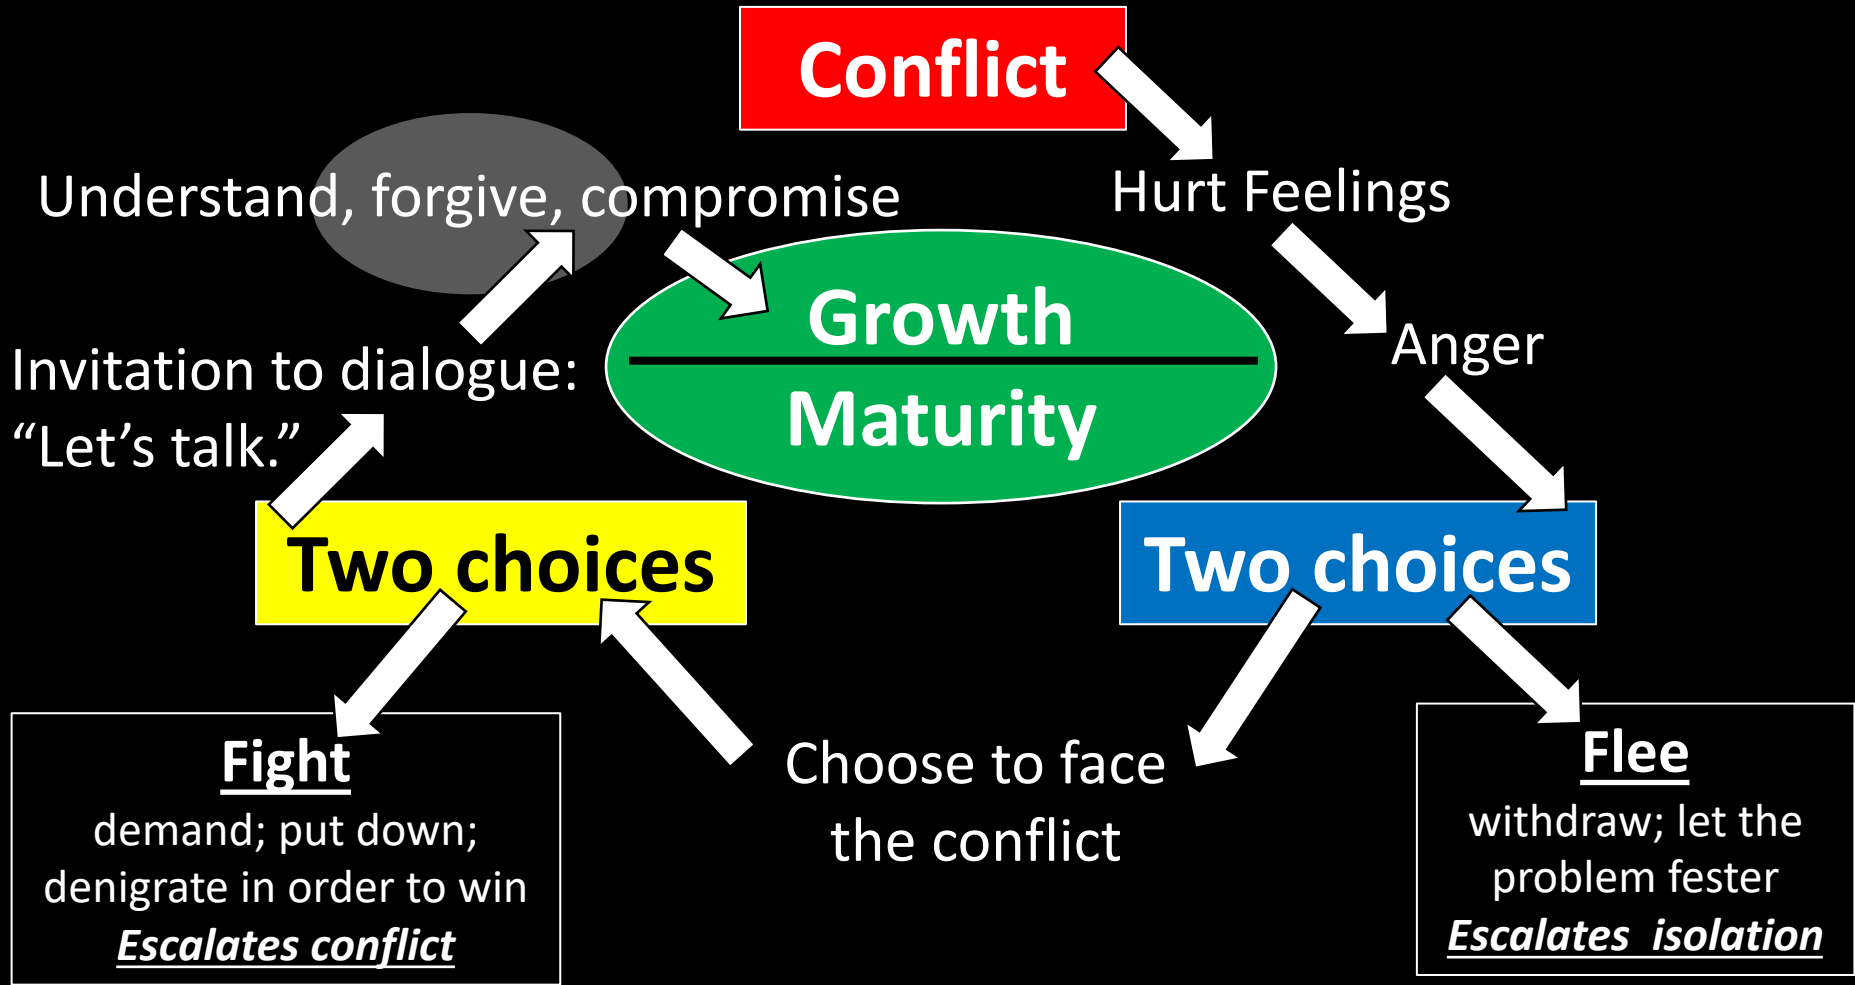 Conflict
Understand, forgive, compromise
Hurt Feelings
Growth
Maturity
Anger
Invitation to dialogue:
“Let’s talk.”
Two choices
Two choices
Fight
demand; put down;
denigrate in order to win
Escalates conflict
Choose to face
the conflict
Flee
withdraw; let the
problem fester
Escalates isolation